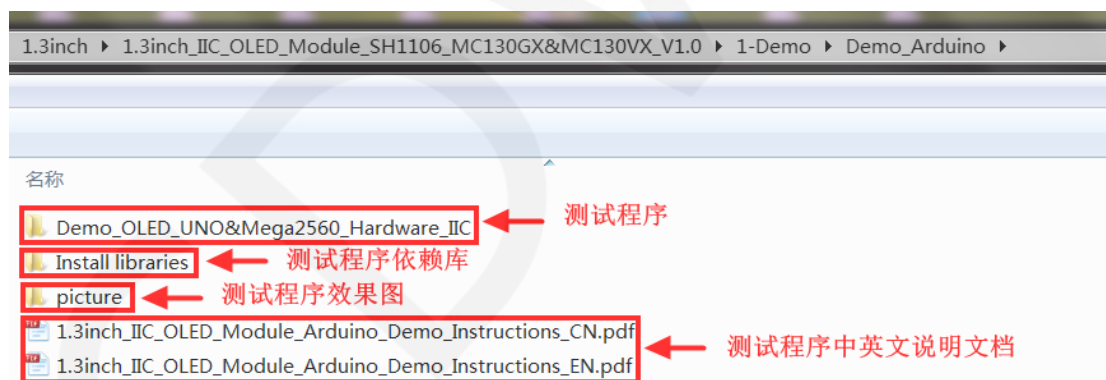 1.3inch ▸ 1.3inch_IIC_OLED_Module_SH1106_MC130GX&MC130VX_V1.0 ▸ 1-Demo ▸ Demo_Arduino ▸
名称
Demo_OLED_UNO&Mega2560_Hardware_IIC 测试程序
Install libraries 测试程序依赖库
picture 测试程序效果图
1.3inch_IIC_OLED_Module_Arduino_Demo_Instructions_CN.pdf
测试程序中英文说明文档
1.3inch_IIC_OLED_Module_Arduino_Demo_Instructions_EN.pdf